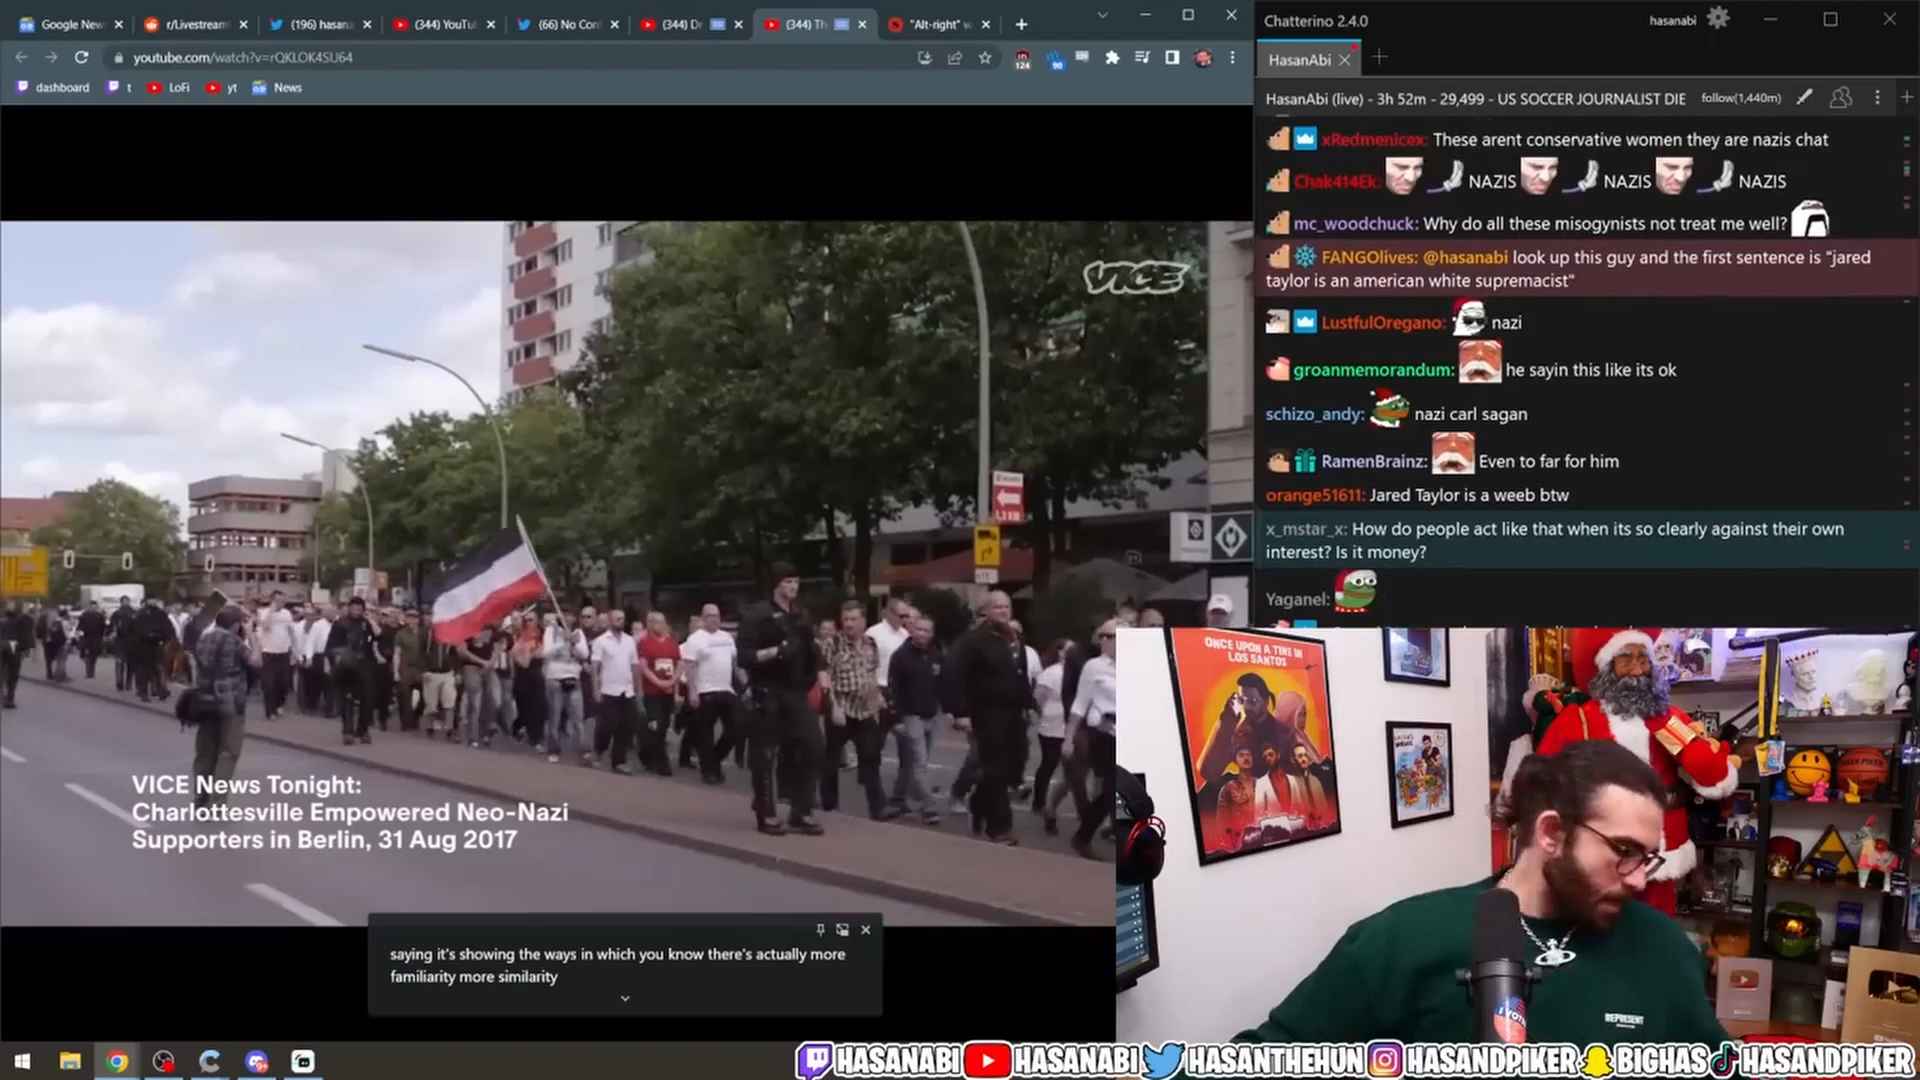 Google New
r/Livestream
(196) hasana
(344) YouTu
(66) No Con
(344) Dr
(344) Th
"Alt-right" w
youtube.com/watch?v=rQKLOK4SU64
124
90
dashboard
t
LoFi
yt
News
VICE
VICE News Tonight:
Charlottesville Empowered Neo-Nazi
Supporters in Berlin, 31 Aug 2017
saying it's showing the ways in which you know there's actually more
familiarity more similarity
Chatterino 2.4.0
hasanabi
HasanAbi
HasanAbi (live) - 3h 52m - 29,499 - US SOCCER JOURNALIST DIE
follow(1,440m)
xRedmenicex: These arent conservative women they are nazis chat
Chak414Ek: NAZIS NAZIS NAZIS
mc_woodchuck: Why do all these misogynists not treat me well?
FANGOlives: @hasanabi look up this guy and the first sentence is "jared
taylor is an american white supremacist"
LustfulOregano: nazi
groanmemorandum: he sayin this like its ok
schizo_andy: nazi carl sagan
RamenBrainz: Even to far for him
orange51611: Jared Taylor is a weeb btw
x_mstar_x: How do people act like that when its so clearly against their own
interest? Is it money?
Yaganel:
ONCE UPON A TIME IN
LOS SANTOS
HASAN PIKER
REPRESENT
I VOTED
HASANABI HASANABI HASANTHEHUN HASANDPIKER BIGHAS HASANDPIKER